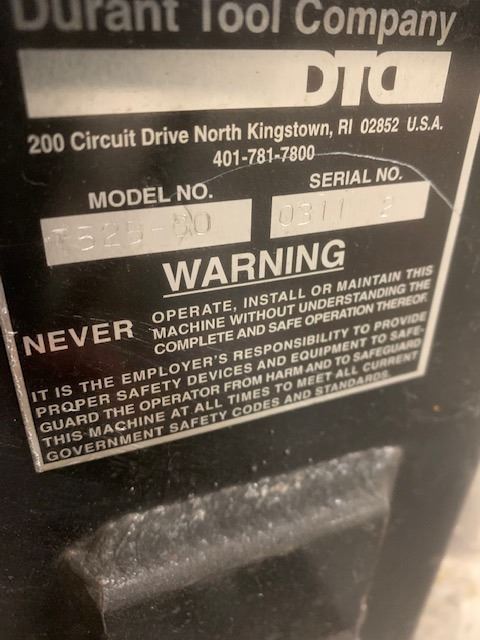 Durant Tool Company
DTC
200 Circuit Drive North Kingstown, RI 02852 U.S.A.
401-781-7800
MODEL NO.
SERIAL NO.
0311 2
WARNING
NEVER
OPERATE, INSTALL OR MAINTAIN THIS
MACHINE WITHOUT UNDERSTANDING THE
COMPLETE AND SAFE OPERATION THEREOF.
IT IS THE EMPLOYER'S RESPONSIBILITY TO PROVIDE
PROPER SAFETY DEVICES AND EQUIPMENT TO SAFE-
GUARD THE OPERATOR FROM HARM AND TO SAFEGUARD
THIS MACHINE AT ALL TIMES TO MEET ALL CURRENT
GOVERNMENT SAFETY CODES AND STANDARDS.